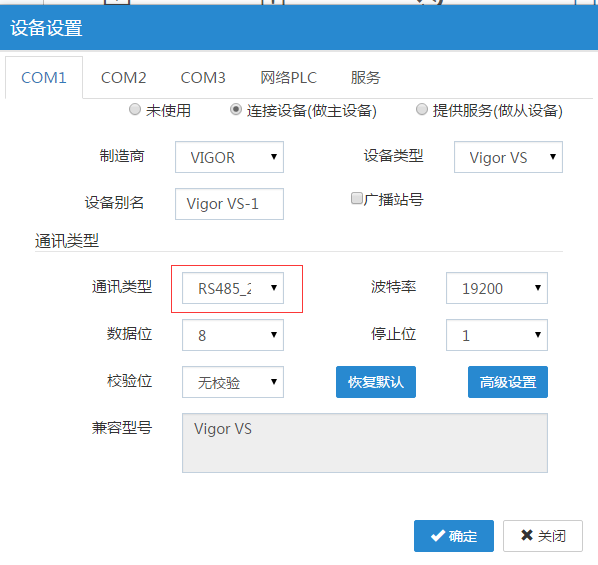 设备设置
COM1 COM2 COM3 网络PLC 服务
未使用 连接设备(做主设备) 提供服务(做从设备)
制造商 VIGOR 设备类型 Vigor VS
设备别名 Vigor VS-1 广播站号
通讯类型
通讯类型 RS485_2 波特率 19200
数据位 8 停止位 1
校验位 无校验 恢复默认 高级设置
兼容型号 Vigor VS
确定 关闭